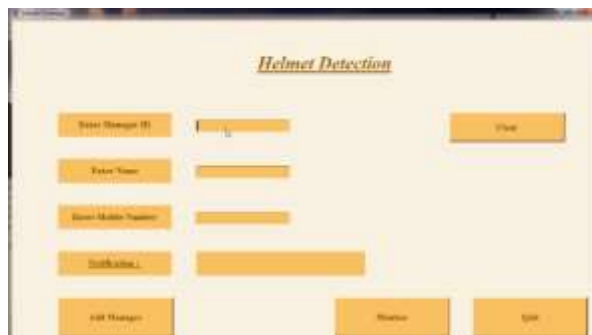 Helmet Detection
Enter Manager ID
Clear
Enter Name
Enter Mobile Number
Notification :
Add Manager
Monitor
Quit